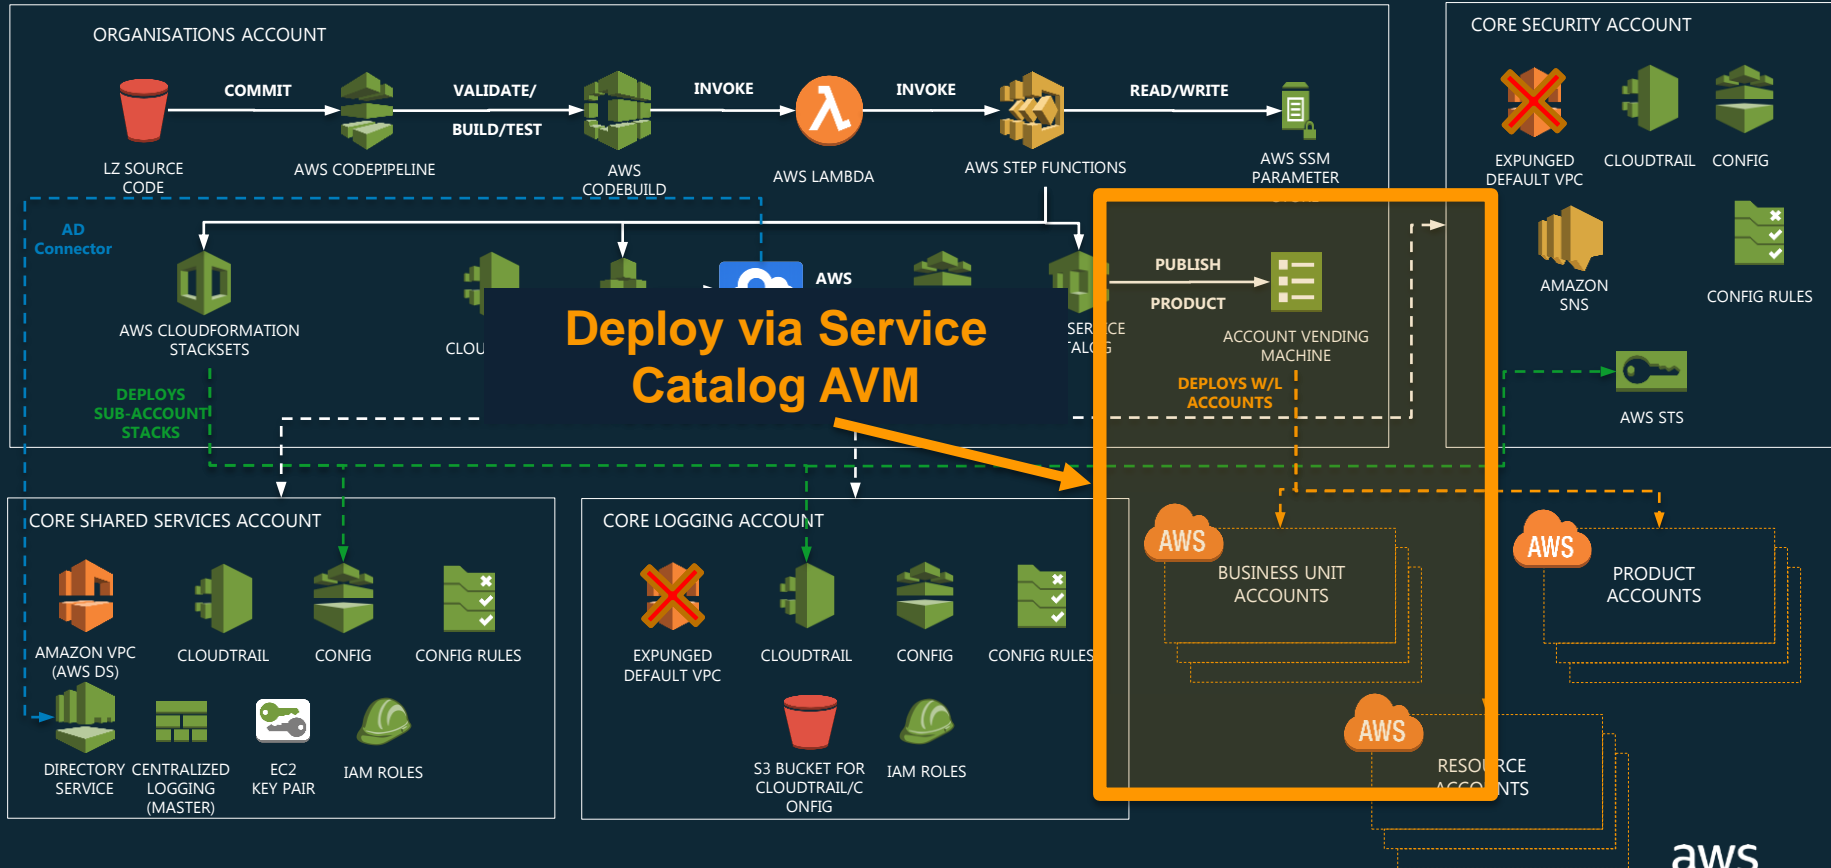 ORGANISATIONS ACCOUNT
COMMIT
VALIDATE/
BUILD/TEST
INVOKE
INVOKE
READ/WRITE
LZ SOURCE
CODE
AWS CODEPIPELINE
AWS
CODEBUILD
AWS LAMBDA
AWS STEP FUNCTIONS
AWS SSM
PARAMETER
AD
Connector
AWS
PUBLISH
PRODUCT
AWS CLOUDFORMATION
STACKSETS
ACCOUNT VENDING
MACHINE
Deploy via Service
Catalog AVM
DEPLOYS
SUB-ACCOUNT
STACKS
DEPLOYS W/L
ACCOUNTS
CORE SECURITY ACCOUNT
EXPUNGED
DEFAULT VPC
CLOUDTRAIL
CONFIG
AMAZON
SNS
CONFIG RULES
AWS STS
CORE SHARED SERVICES ACCOUNT
AMAZON VPC
(AWS DS)
CLOUDTRAIL
CONFIG
CONFIG RULES
DIRECTORY
SERVICE
CENTRALIZED
LOGGING
(MASTER)
EC2
KEY PAIR
IAM ROLES
CORE LOGGING ACCOUNT
EXPUNGED
DEFAULT VPC
CLOUDTRAIL
CONFIG
CONFIG RULES
S3 BUCKET FOR
CLOUDTRAIL/C
ONFIG
IAM ROLES
AWS
BUSINESS UNIT
ACCOUNTS
AWS
PRODUCT
ACCOUNTS
AWS
RESOURCE
ACCOUNTS
aws